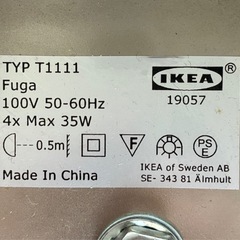 TYP T1111
Fuga
100V 50-60Hz
4x Max 35W
IKEA
19057
0.5m
F
PS
E
Made In China
IKEA of Sweden AB
SE- 343 81 Älmhult